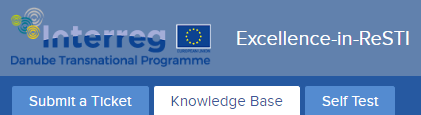 Interreg
Excellence-in-ReSTI
Danube Transnational Programme
Submit a Ticket
Knowledge Base
Self Test